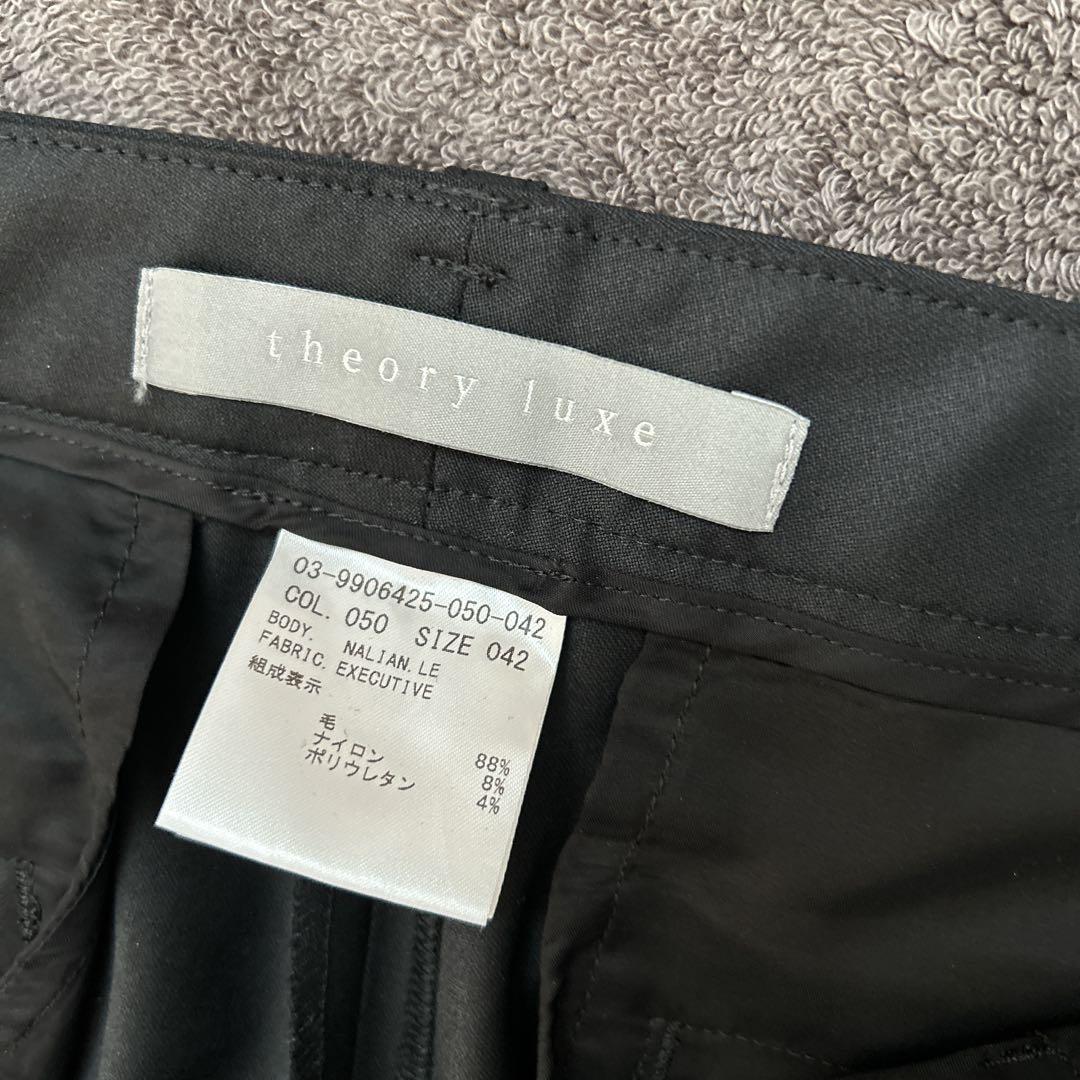 theory luxe
03-9906425-050-042
COL. 050 SIZE 042
BODY. NALIAN.LE
FABRIC. EXECUTIVE
組成表示
毛 88%
ナイロン 8%
ポリウレタン 4%